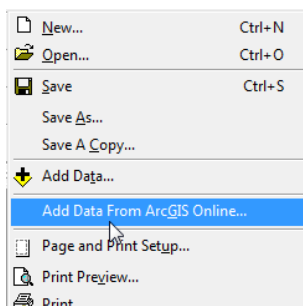 New... Ctrl+N
Open... Ctrl+O
Save Ctrl+S
Save As...
Save A Copy...
Add Data...
Add Data From ArcGIS Online...
Page and Print Setup...
Print Preview...
Print